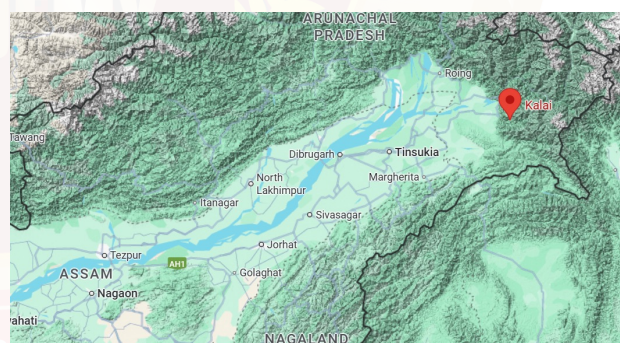 ARUNACHAL
PRADESH
Roing
Kalai
Tawang
Dibrugarh
Tinsukia
North
Lakhimpur
Margherita
Itanagar
Sivasagar
Jorhat
Tezpur
AH1
ASSAM
Golaghat
Nagaon
ahati
NAGALAND